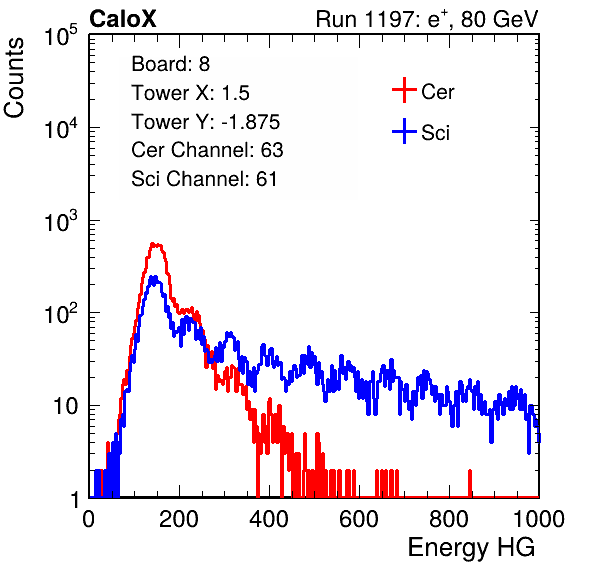 CaloX Run 1197: e⁺, 80 GeV
Counts
10⁵
10⁴
10³
10²
10
1
Board: 8
Tower X: 1.5
Tower Y: -1.875
Cer Channel: 63
Sci Channel: 61
Cer
Sci
0 200 400 600 800 1000
Energy HG